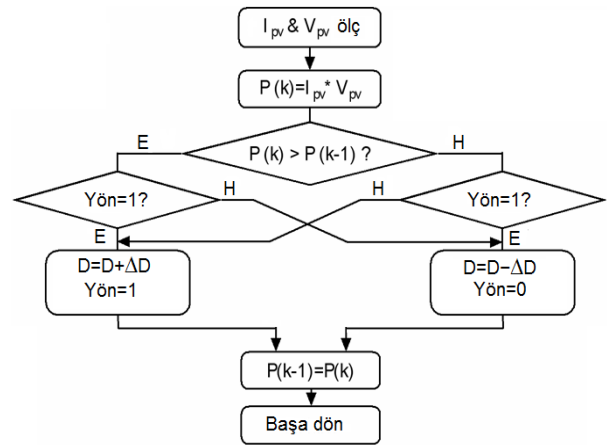 I pv & V pv ölç
P (k)=I pv * V pv
E
P (k) > P (k-1) ?
H
Yön=1?
H
H
Yön=1?
E
E
D=D+ΔD
Yön=1
D=D−ΔD
Yön=0
P(k-1)=P(k)
Başa dön